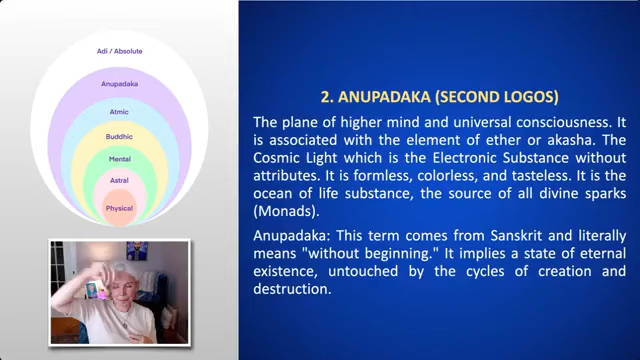 Adi / Absolute
Anupadaka
Atmic
Buddhic
Mental
Astral
Physical
2. ANUPADAKA (SECOND LOGOS)
The plane of higher mind and universal consciousness. It
is associated with the element of ether or akasha. The
Cosmic Light which is the Electronic Substance without
attributes. It is formless, colorless, and tasteless. It is the
ocean of life substance, the source of all divine sparks
(Monads).
Anupadaka: This term comes from Sanskrit and literally
means "without beginning." It implies a state of eternal
existence, untouched by the cycles of creation and
destruction.